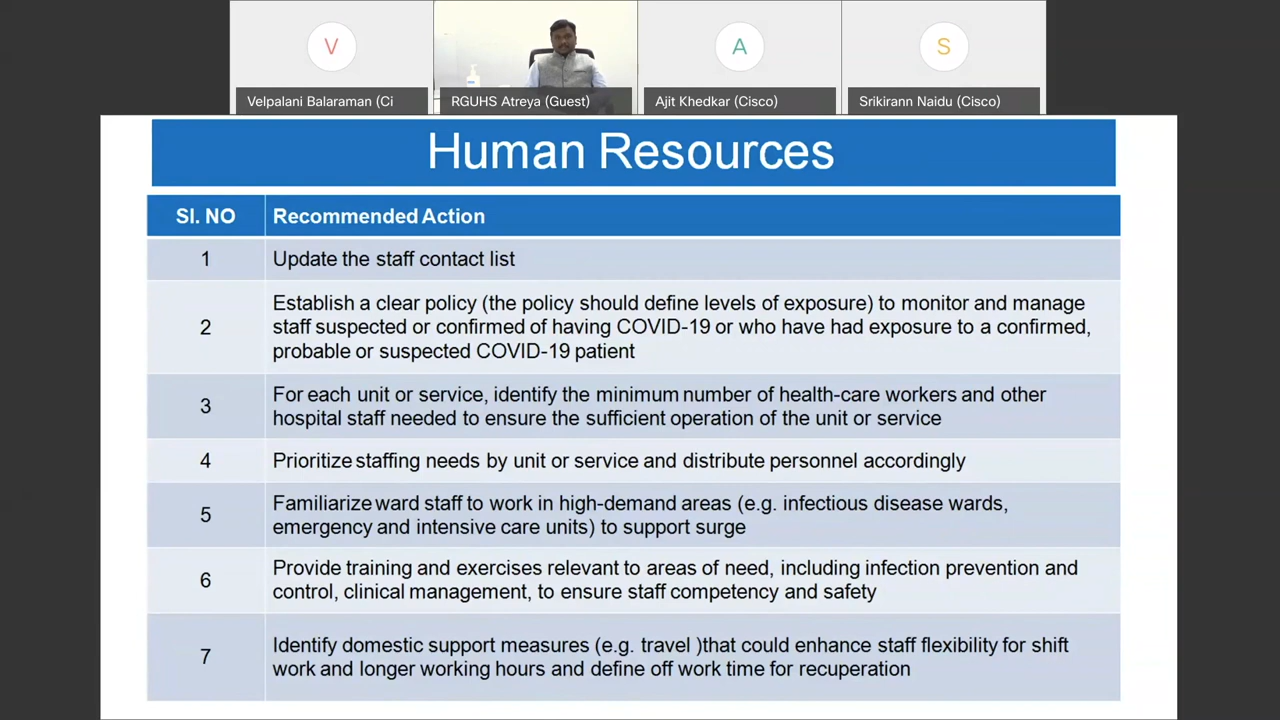 V
A
S
Velpalani Balaraman (Ci
RGUHS Atreya (Guest)
Ajit Khedkar (Cisco)
Srikirann Naidu (Cisco)
Human Resources
Sl. NO Recommended Action
1 Update the staff contact list
2 Establish a clear policy (the policy should define levels of exposure) to monitor and manage
staff suspected or confirmed of having COVID-19 or who have had exposure to a confirmed,
probable or suspected COVID-19 patient
3 For each unit or service, identify the minimum number of health-care workers and other
hospital staff needed to ensure the sufficient operation of the unit or service
4 Prioritize staffing needs by unit or service and distribute personnel accordingly
5 Familiarize ward staff to work in high-demand areas (e.g. infectious disease wards,
emergency and intensive care units) to support surge
6 Provide training and exercises relevant to areas of need, including infection prevention and
control, clinical management, to ensure staff competency and safety
7 Identify domestic support measures (e.g. travel )that could enhance staff flexibility for shift
work and longer working hours and define off work time for recuperation